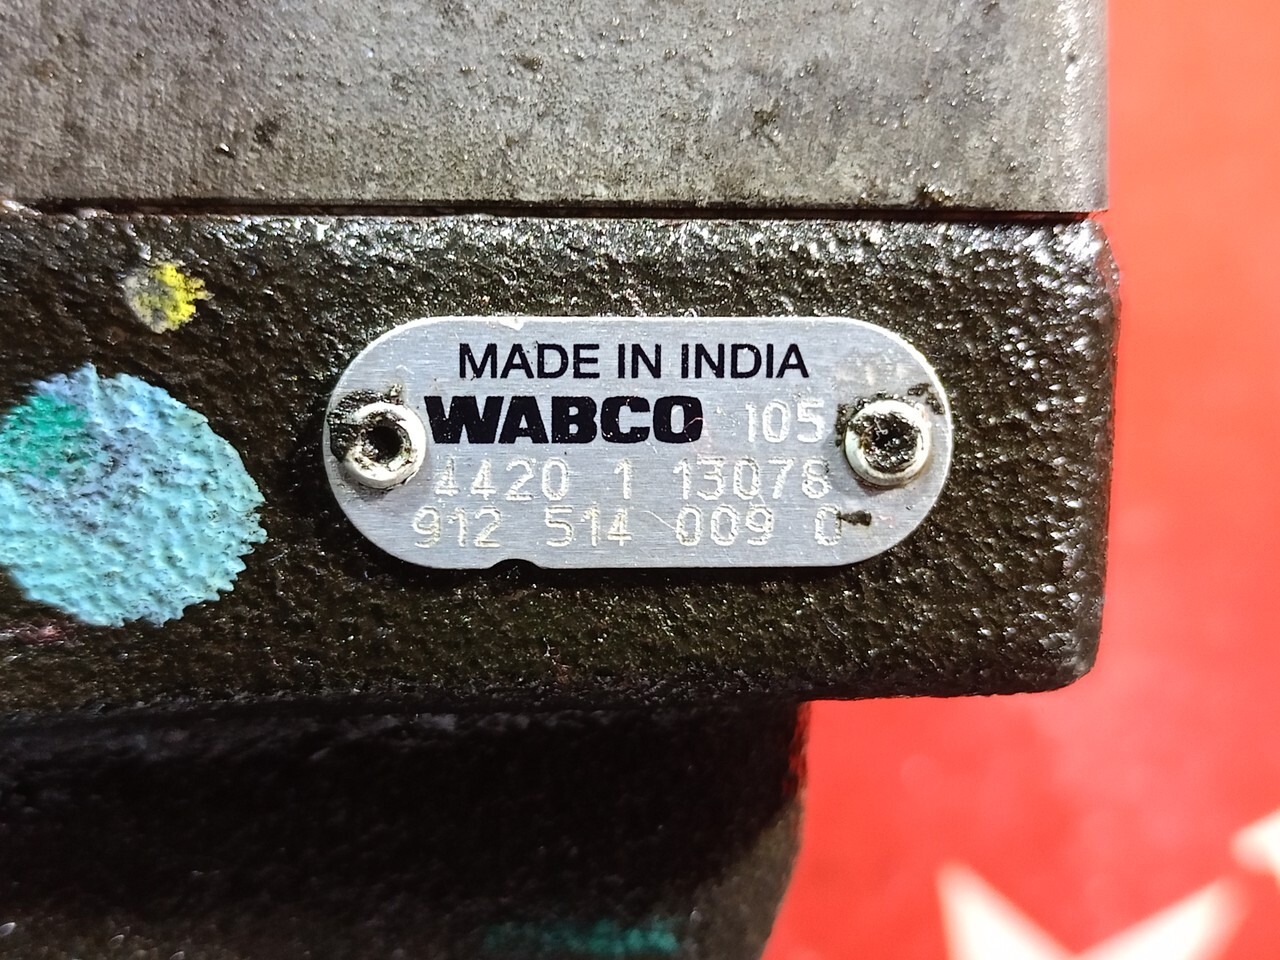 MADE IN INDIA
WABCO 105
4420 1 13078
912 514 009 0